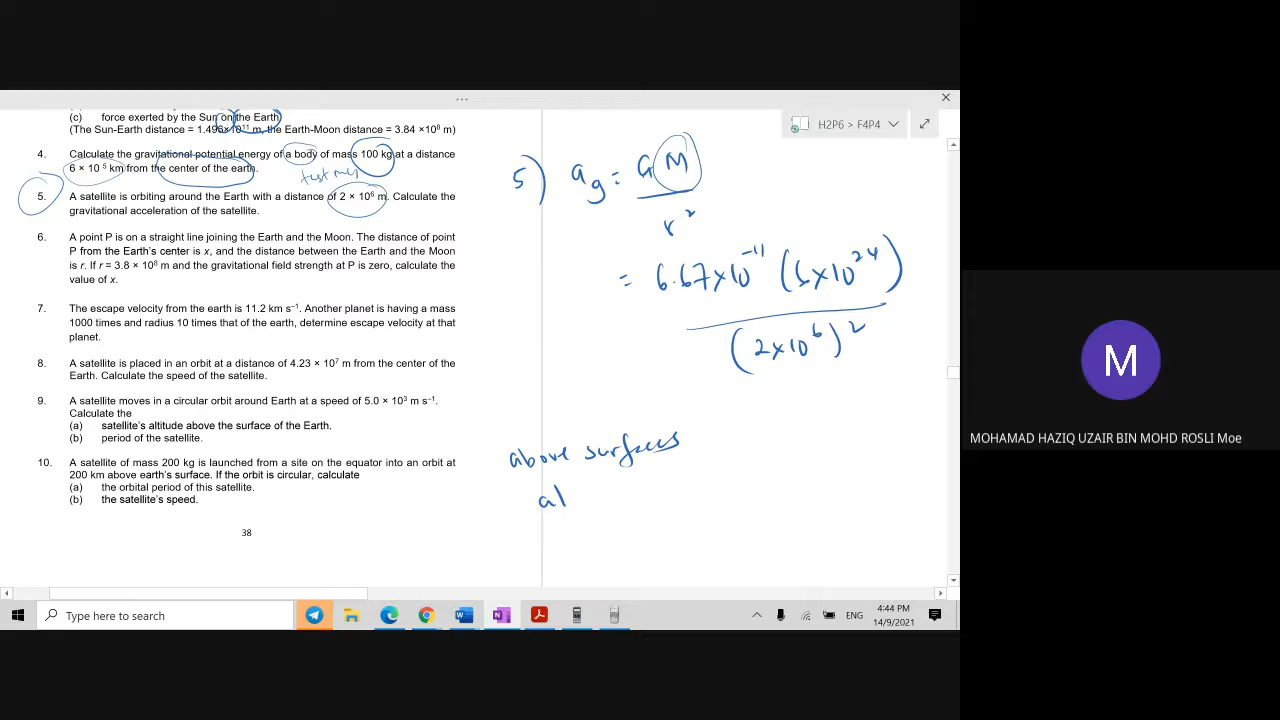 (c) force exerted by the Sun on the Earth
(The Sun-Earth distance = 1.496×10¹¹ m, the Earth-Moon distance = 3.84 ×10⁸ m)
4. Calculate the gravitational potential energy of a body of mass 100 kg at a distance
6 × 10 ⁵ km from the center of the earth.
test mass
5. A satellite is orbiting around the Earth with a distance of 2 × 10⁶ m. Calculate the
gravitational acceleration of the satellite.
6. A point P is on a straight line joining the Earth and the Moon. The distance of point
P from the Earth's center is x, and the distance between the Earth and the Moon
is r. If r = 3.8 × 10⁸ m and the gravitational field strength at P is zero, calculate the
value of x.
7. The escape velocity from the earth is 11.2 km s⁻¹. Another planet is having a mass
1000 times and radius 10 times that of the earth, determine escape velocity at that
planet.
8. A satellite is placed in an orbit at a distance of 4.23 × 10⁷ m from the center of the
Earth. Calculate the speed of the satellite.
9. A satellite moves in a circular orbit around Earth at a speed of 5.0 × 10³ m s⁻¹.
Calculate the
(a) satellite's altitude above the surface of the Earth.
(b) period of the satellite.
10. A satellite of mass 200 kg is launched from a site on the equator into an orbit at
200 km above earth's surface. If the orbit is circular, calculate
(a) the orbital period of this satellite.
(b) the satellite's speed.
38
H2P6 > F4P4
5) a_g = GM
r²
= 6.67×10⁻¹¹ ( ×10²⁴)
(2×10⁶)²
above surfaces
al
M
MOHAMAD HAZIQ UZAIR BIN MOHD ROSLI Moe
Type here to search
ENG
4:44 PM
14/9/2021